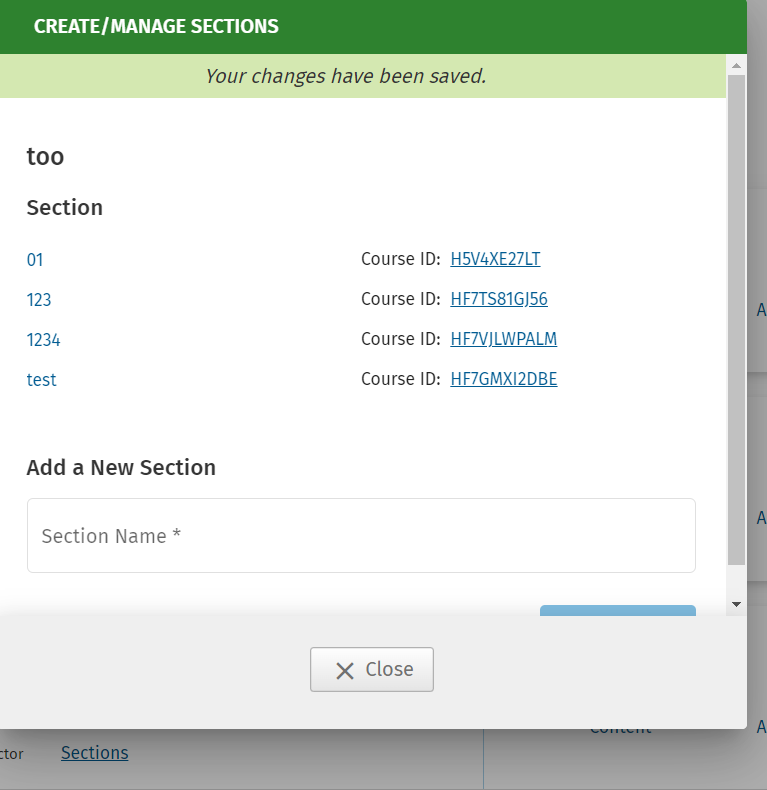 CREATE/MANAGE SECTIONS
Your changes have been saved.
too
Section
01 Course ID: H5V4XE27LT
123 Course ID: HF7TS81GJ56
1234 Course ID: HF7VJLWPALM
test Course ID: HF7GMXI2DBE
Add a New Section
Section Name *
Close
Content
ctor Sections
A
A
A